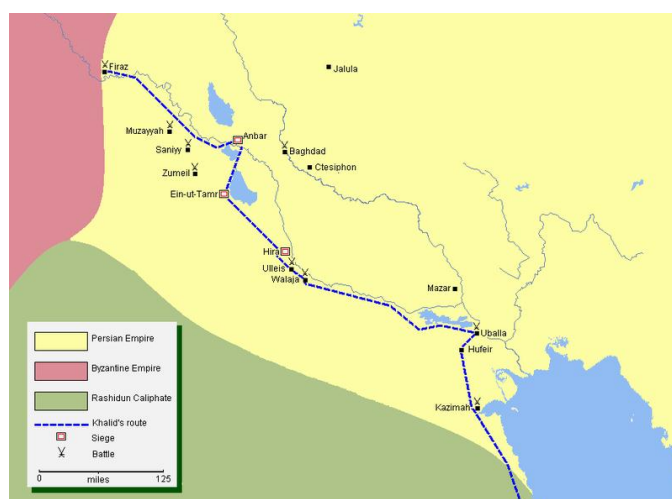 Firaz
Jalula
Muzayyah
Anbar
Saniyy
Baghdad
Ctesiphon
Zumeil
Ein-ut-Tamr
Hira
Ulleis
Walaja
Mazar
Uballa
Hufeir
Kazimah
Persian Empire
Byzantine Empire
Rashidun Caliphate
Khalid's route
Siege
Battle
0 125
miles